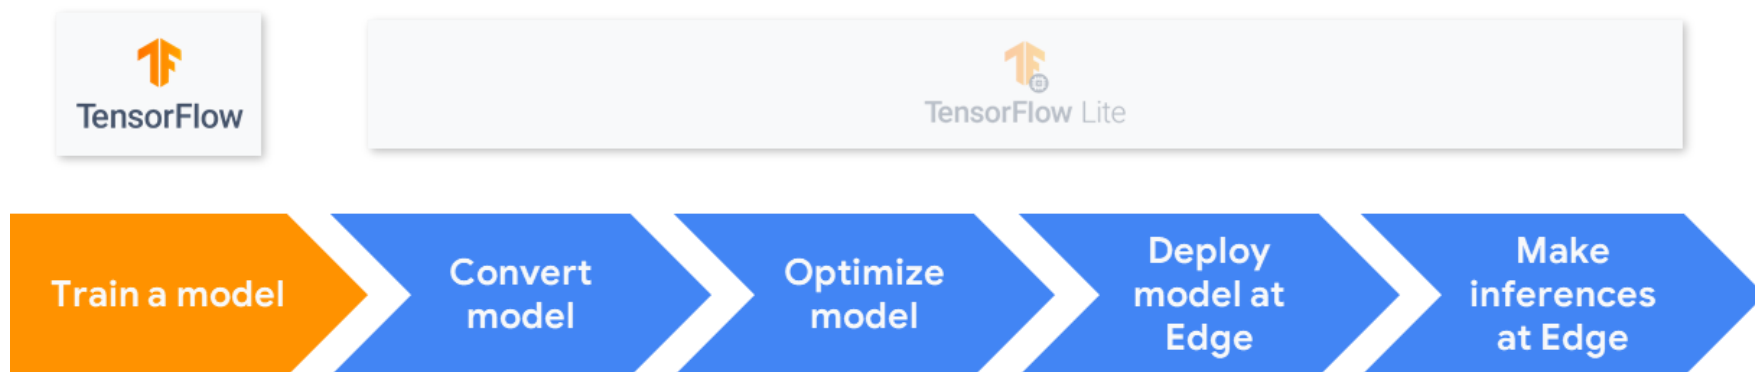 TensorFlow
TensorFlow Lite
Train a model
Convert
model
Optimize
model
Deploy
model at
Edge
Make
inferences
at Edge